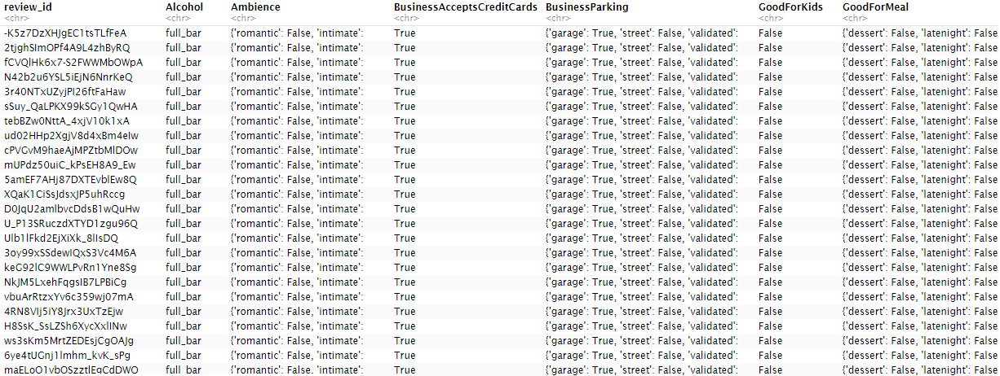 review_id Alcohol Ambience BusinessAcceptsCreditCards BusinessParking GoodForKids GoodForMeal
<chr> <chr> <chr> <chr> <chr> <chr> <chr>
-K5z7DzXHJgEC1tsTLfFeA full_bar {'romantic': False, 'intimate': True {'garage': True, 'street': False, 'validated': False {'dessert': False, 'latenight': False
2tjghSImOPf4A9L4zhByRQ full_bar {'romantic': False, 'intimate': True {'garage': True, 'street': False, 'validated': False {'dessert': False, 'latenight': False
fCVQlHk6x7-S2FWWMbOWpA full_bar {'romantic': False, 'intimate': True {'garage': True, 'street': False, 'validated': False {'dessert': False, 'latenight': False
N42b2u6YSL5iEjN6NnrKeQ full_bar {'romantic': False, 'intimate': True {'garage': True, 'street': False, 'validated': False {'dessert': False, 'latenight': False
3r40NTxUZyjPI26ftFaHaw full_bar {'romantic': False, 'intimate': True {'garage': True, 'street': False, 'validated': False {'dessert': False, 'latenight': False
sSuy_QaLPKX99kSGy1QwHA full_bar {'romantic': False, 'intimate': True {'garage': True, 'street': False, 'validated': False {'dessert': False, 'latenight': False
tebBZw0NttA_4xjV10k1xA full_bar {'romantic': False, 'intimate': True {'garage': True, 'street': False, 'validated': False {'dessert': False, 'latenight': False
ud02HHp2XgjV8d4xBm4eIw full_bar {'romantic': False, 'intimate': True {'garage': True, 'street': False, 'validated': False {'dessert': False, 'latenight': False
cPVGvM9haeAjMPZtbMlDOw full_bar {'romantic': False, 'intimate': True {'garage': True, 'street': False, 'validated': False {'dessert': False, 'latenight': False
mUPdz50uiC_kPsEH8A9_Ew full_bar {'romantic': False, 'intimate': True {'garage': True, 'street': False, 'validated': False {'dessert': False, 'latenight': False
5amEF7AHj87DXTEvblEw8Q full_bar {'romantic': False, 'intimate': True {'garage': True, 'street': False, 'validated': False {'dessert': False, 'latenight': False
XQaK1CiSsJdsxJP5uhRccg full_bar {'romantic': False, 'intimate': True {'garage': True, 'street': False, 'validated': False {'dessert': False, 'latenight': False
D0JqU2amlbvcDdsB1wQuHw full_bar {'romantic': False, 'intimate': True {'garage': True, 'street': False, 'validated': False {'dessert': False, 'latenight': False
U_P13SRuczdXTYD1zgu96Q full_bar {'romantic': False, 'intimate': True {'garage': True, 'street': False, 'validated': False {'dessert': False, 'latenight': False
Ulb1lFkd2EjXiXk_8lIsDQ full_bar {'romantic': False, 'intimate': True {'garage': True, 'street': False, 'validated': False {'dessert': False, 'latenight': False
3oy99xSSdewIQxS3Vc4M6A full_bar {'romantic': False, 'intimate': True {'garage': True, 'street': False, 'validated': False {'dessert': False, 'latenight': False
keG92lC9WWLPvRn1Yne8Sg full_bar {'romantic': False, 'intimate': True {'garage': True, 'street': False, 'validated': False {'dessert': False, 'latenight': False
NkJM5LxehFqgsIB7LPBiCg full_bar {'romantic': False, 'intimate': True {'garage': True, 'street': False, 'validated': False {'dessert': False, 'latenight': False
vbuArRtzxYv6c359wj07mA full_bar {'romantic': False, 'intimate': True {'garage': True, 'street': False, 'validated': False {'dessert': False, 'latenight': False
4RN8VIj5iY8Jrx3UxTzEjw full_bar {'romantic': False, 'intimate': True {'garage': True, 'street': False, 'validated': False {'dessert': False, 'latenight': False
H8SsK_SsLZSh6XycXxlINw full_bar {'romantic': False, 'intimate': True {'garage': True, 'street': False, 'validated': False {'dessert': False, 'latenight': False
ws3sKm5MrtZEDEsjCgOAJg full_bar {'romantic': False, 'intimate': True {'garage': True, 'street': False, 'validated': False {'dessert': False, 'latenight': False
6ye4tUGnj1lmhm_kvK_sPg full_bar {'romantic': False, 'intimate': True {'garage': True, 'street': False, 'validated': False {'dessert': False, 'latenight': False
maELoO1vbOSzztlEgCdDWO full_bar {'romantic': False, 'intimate': True {'garage': True, 'street': False, 'validated': False {'dessert': False, 'latenight': False